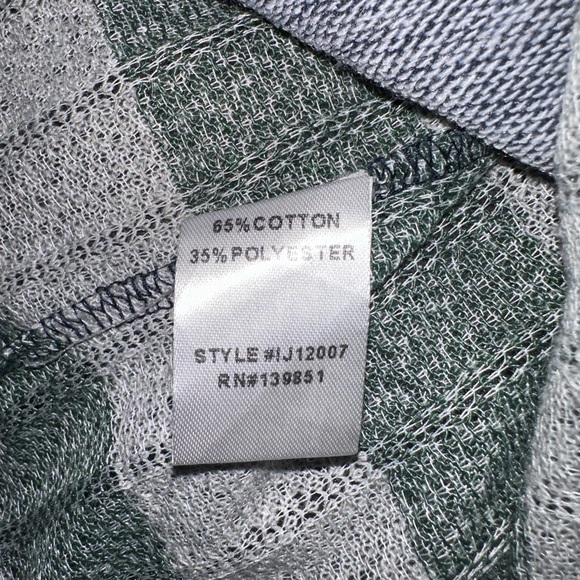 65%COTTON
35%POLYESTER
STYLE #IJ12007
RN#139851